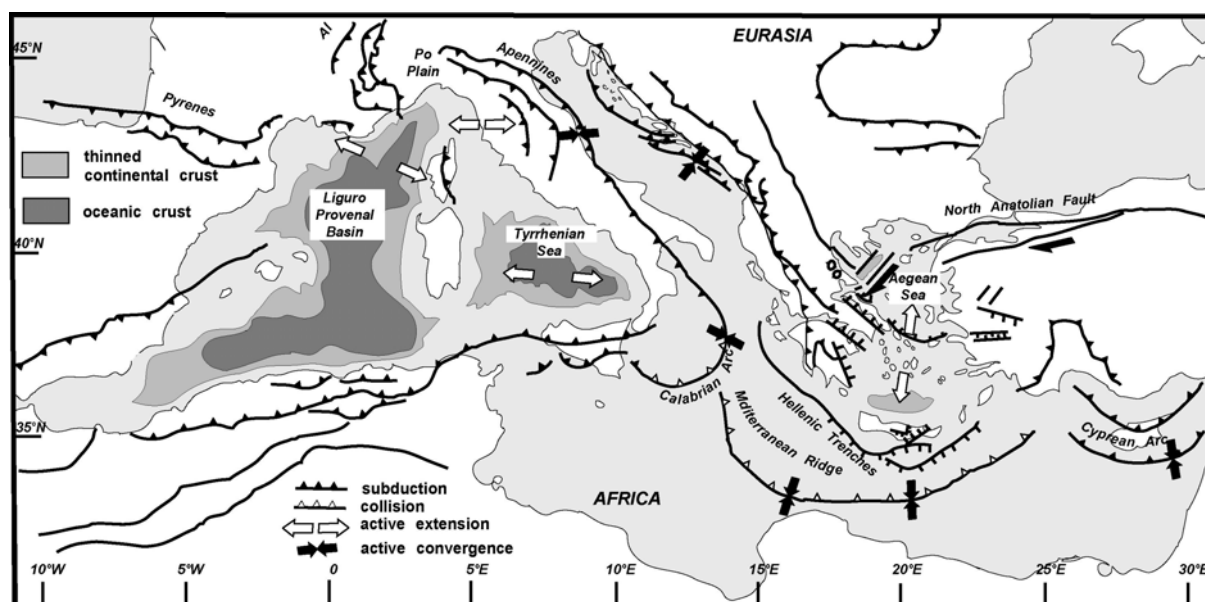 45°N
Al
Po
Plain
Apennines
EURASIA
Pyrenes
thinned
continental crust
oceanic crust
Liguro
Provenal
Basin
40°N
Tyrrhenian
Sea
North Anatolian Fault
Aegean
Sea
Calabrian Arc
Mditerranean Ridge
Hellenic Trenches
Cyprean Arc
35°N
AFRICA
subduction
collision
active extension
active convergence
10°W
5°W
0
5°E
10°E
15°E
20°E
25°E
30°E